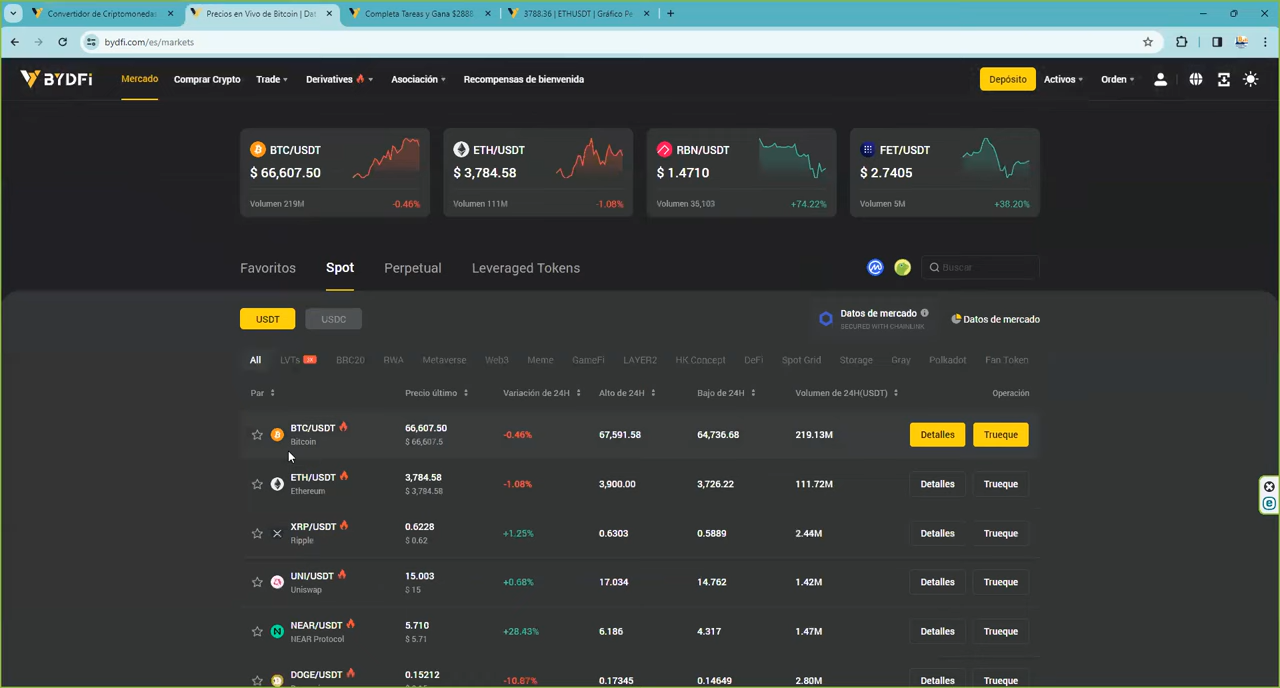 Convertidor de Criptomonedas
Precios en Vivo de Bitcoin | Dat
Completa Tareas y Gana $2888
3788.36 | ETHUSDT | Gráfico Pe
bydfi.com/es/markets
BYDFi
Mercado
Comprar Crypto
Trade
Derivatives
Asociación
Recompensas de bienvenida
Depósito
Activos
Orden
BTC/USDT
$ 66,607.50
Volumen 219M
-0.46%
ETH/USDT
$ 3,784.58
Volumen 111M
-1.08%
RBN/USDT
$ 1.4710
Volumen 35,103
+74.22%
FET/USDT
$ 2.7405
Volumen 5M
+38.20%
Favoritos
Spot
Perpetual
Leveraged Tokens
Buscar
USDT
USDC
Datos de mercado
SECURED WITH CHAINLINK
Datos de mercado
All
LVTs
BRC20
RWA
Metaverse
Web3
Meme
GameFi
LAYER2
HK Concept
DeFi
Spot Grid
Storage
Gray
Polkadot
Fan Token
Par
Precio último
Variación de 24H
Alto de 24H
Bajo de 24H
Volumen de 24H(USDT)
Operación
BTC/USDT
Bitcoin
66,607.50
$ 66,607.5
-0.46%
67,591.58
64,736.68
219.13M
Detalles
Trueque
ETH/USDT
Ethereum
3,784.58
$ 3,784.58
-1.08%
3,900.00
3,726.22
111.72M
Detalles
Trueque
XRP/USDT
Ripple
0.6228
$ 0.62
+1.25%
0.6303
0.5889
2.44M
Detalles
Trueque
UNI/USDT
Uniswap
15.003
$ 15
+0.68%
17.034
14.762
1.42M
Detalles
Trueque
NEAR/USDT
NEAR Protocol
5.710
$ 5.71
+28.43%
6.186
4.317
1.47M
Detalles
Trueque
DOGE/USDT
0.15212
-10.87%
0.17345
0.14649
2.80M
Detalles
Trueque